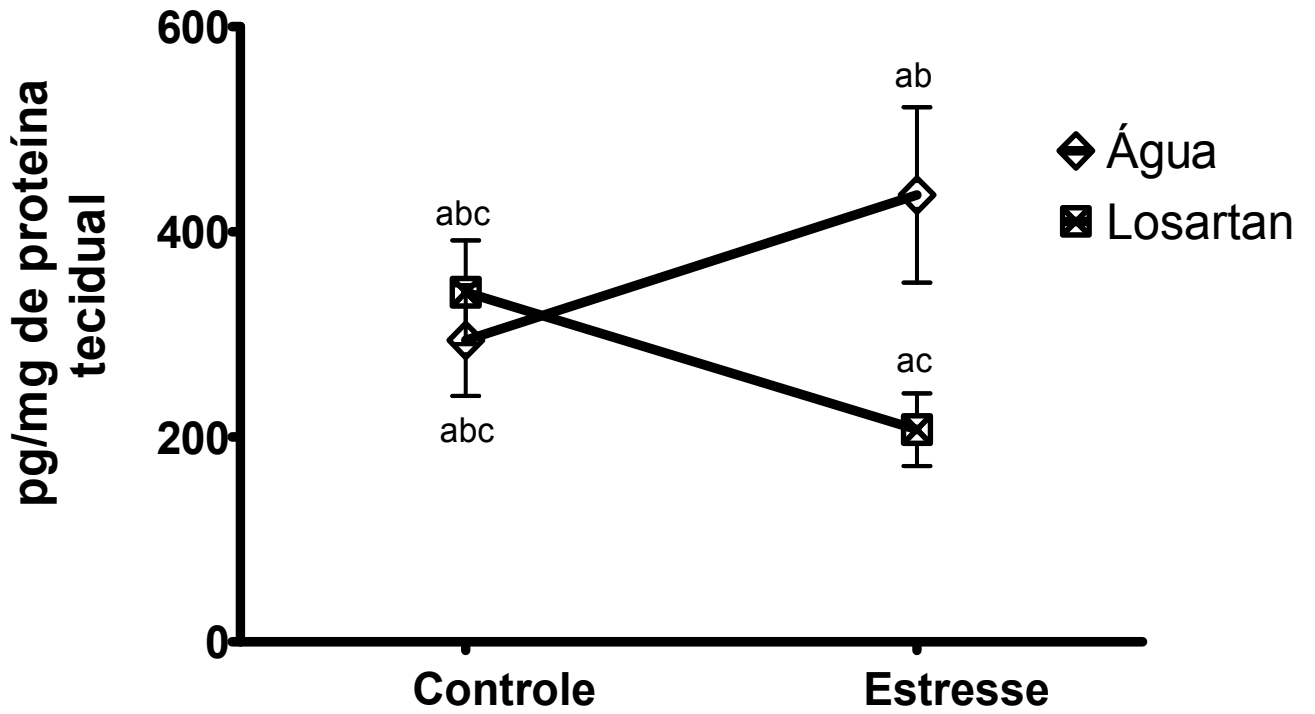 600
400
200
0
pg/mg de proteína
tecidual
abc
abc
ab
ac
Controle
Estresse
Água
Losartan